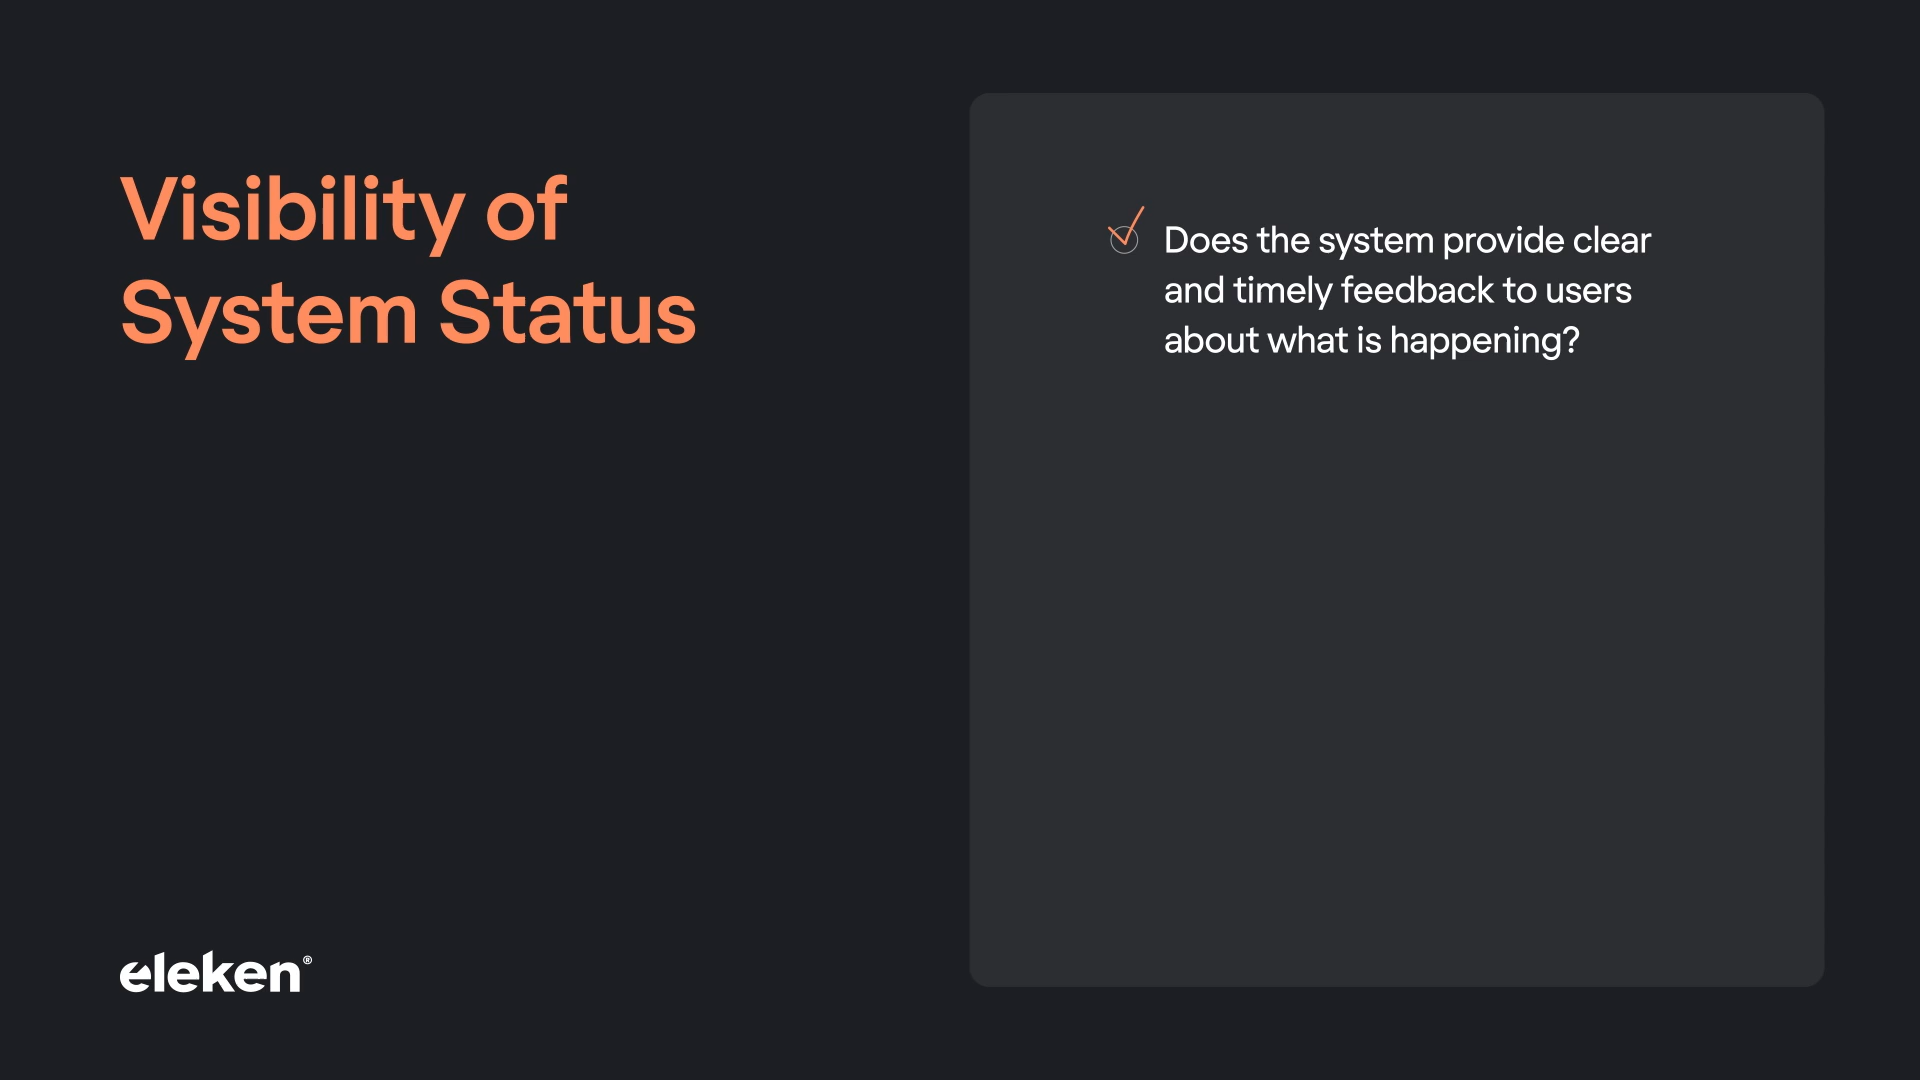 Visibility of
System Status
Does the system provide clear
and timely feedback to users
about what is happening?
eleken®